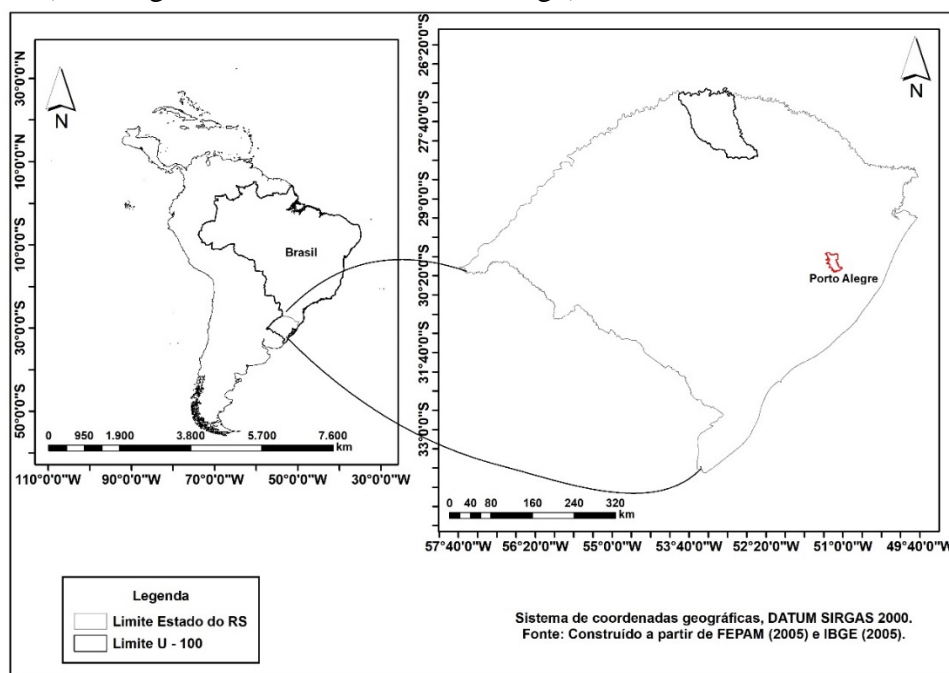 N
30°0'0"N
10°0'0"N
10°0'0"S
30°0'0"S
50°0'0"S
Brasil
0 950 1.900 3.800 5.700 7.600
km
110°0'0"W 90°0'0"W 70°0'0"W 50°0'0"W 30°0'0"W
N
26°20'0"S
27°40'0"S
29°0'0"S
30°20'0"S
31°40'0"S
33°0'0"S
Porto Alegre
0 40 80 160 240 320
km
57°40'0"W 56°20'0"W 55°0'0"W 53°40'0"W 52°20'0"W 51°0'0"W 49°40'0"W
Legenda
Limite Estado do RS
Limite U - 100
Sistema de coordenadas geográficas, DATUM SIRGAS 2000.
Fonte: Construído a partir de FEPAM (2005) e IBGE (2005).